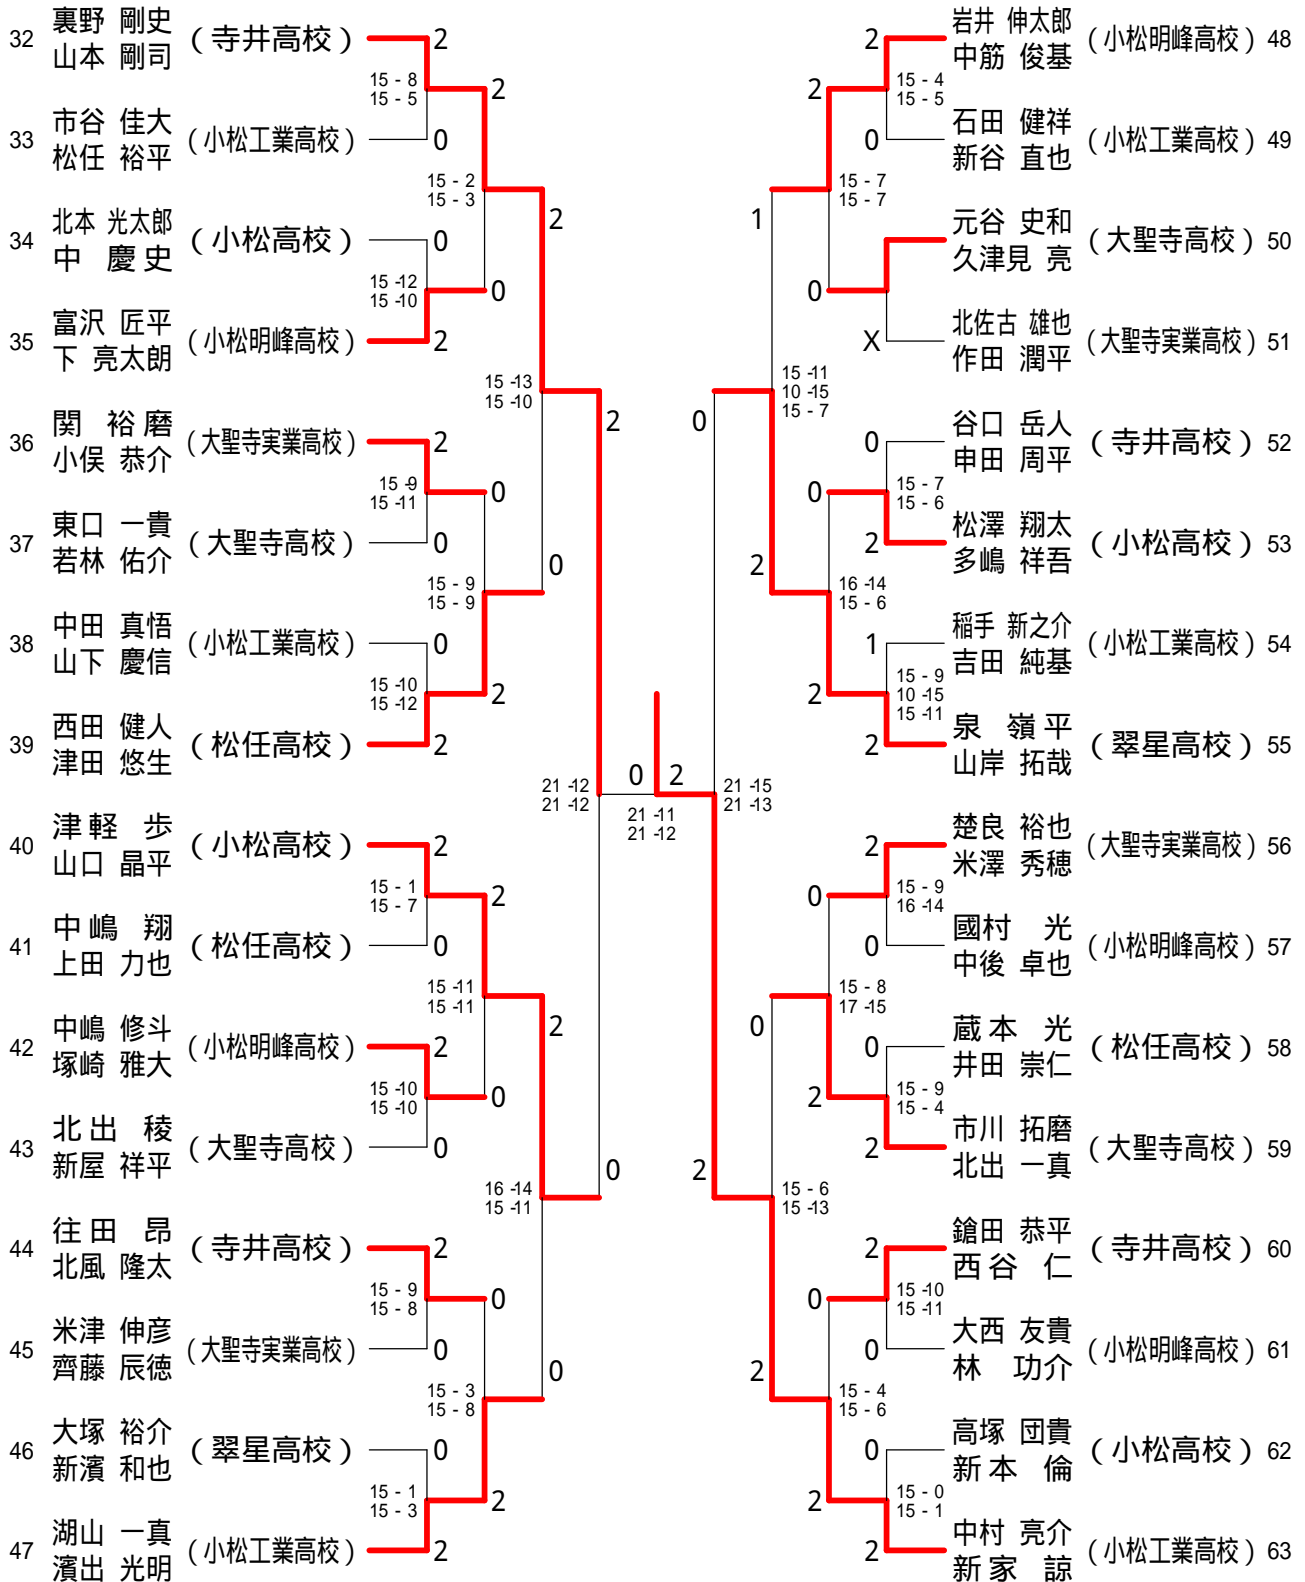 32 裏野 剛史 (寺井高校) 2
山本 剛司
15 - 8
15 - 5
2
33 市谷 佳大 (小松工業高校) 0
松任 裕平
15 - 2
15 - 3
2
34 北本 光太郎 (小松高校) 0
中 慶史
15 -12
15 -10
0
35 富沢 匠平 (小松明峰高校) 2
下 亮太朗
15 -13
15 -10
2
36 関 裕磨 (大聖寺実業高校) 2
小俣 恭介
15 -9
15 -11
0
37 東口 一貴 (大聖寺高校) 0
若林 佑介
15 - 9
15 - 9
0
38 中田 真悟 (小松工業高校) 0
山下 慶信
15 -10
15 -12
2
39 西田 健人 (松任高校) 2
津田 悠生
21 -12
21 -12
0 2
21 -11
21 -12
40 津軽 歩 (小松高校) 2
山口 晶平
15 - 1
15 - 7
2
41 中嶋 翔 (松任高校) 0
上田 力也
15 -11
15 -11
2
42 中嶋 修斗 (小松明峰高校) 2
塚崎 雅大
15 -10
15 -10
0
43 北出 稜 (大聖寺高校) 0
新屋 祥平
16 -14
15 -11
0
44 往田 昂 (寺井高校) 2
北風 隆太
15 - 9
15 - 8
0
45 米津 伸彦 (大聖寺実業高校) 0
齊藤 辰徳
15 - 3
15 - 8
0
46 大塚 裕介 (翠星高校) 0
新濱 和也
15 - 1
15 - 3
2
47 湖山 一真 (小松工業高校) 2
濱出 光明
2 岩井 伸太郎 (小松明峰高校) 48
中筋 俊基
2
15 - 4
15 - 5
0 石田 健祥 (小松工業高校) 49
新谷 直也
1
15 - 7
15 - 7
元谷 史和 (大聖寺高校) 50
久津見 亮
0
X 北佐古 雄也 (大聖寺実業高校) 51
作田 潤平
0
15 -11
10 -15
15 - 7
0 谷口 岳人 (寺井高校) 52
申田 周平
0
15 - 7
15 - 6
2 松澤 翔太 (小松高校) 53
多嶋 祥吾
2
16 -14
15 - 6
1 稲手 新之介 (小松工業高校) 54
吉田 純基
2
15 - 9
10 -15
15 -11
2 泉 嶺平 (翠星高校) 55
山岸 拓哉
21 -15
21 -13
2 楚良 裕也 (大聖寺実業高校) 56
米澤 秀穂
0
15 - 9
16 -14
0 國村 光 (小松明峰高校) 57
中後 卓也
0
15 - 8
17 -15
0 蔵本 光 (松任高校) 58
井田 崇仁
2
15 - 9
15 - 4
2 市川 拓磨 (大聖寺高校) 59
北出 一真
2
15 - 6
15 -13
2 鎗田 恭平 (寺井高校) 60
西谷 仁
0
15 -10
15 -11
0 大西 友貴 (小松明峰高校) 61
林 功介
2
15 - 4
15 - 6
0 高塚 団貴 (小松高校) 62
新本 倫
2
15 - 0
15 - 1
2 中村 亮介 (小松工業高校) 63
新家 諒